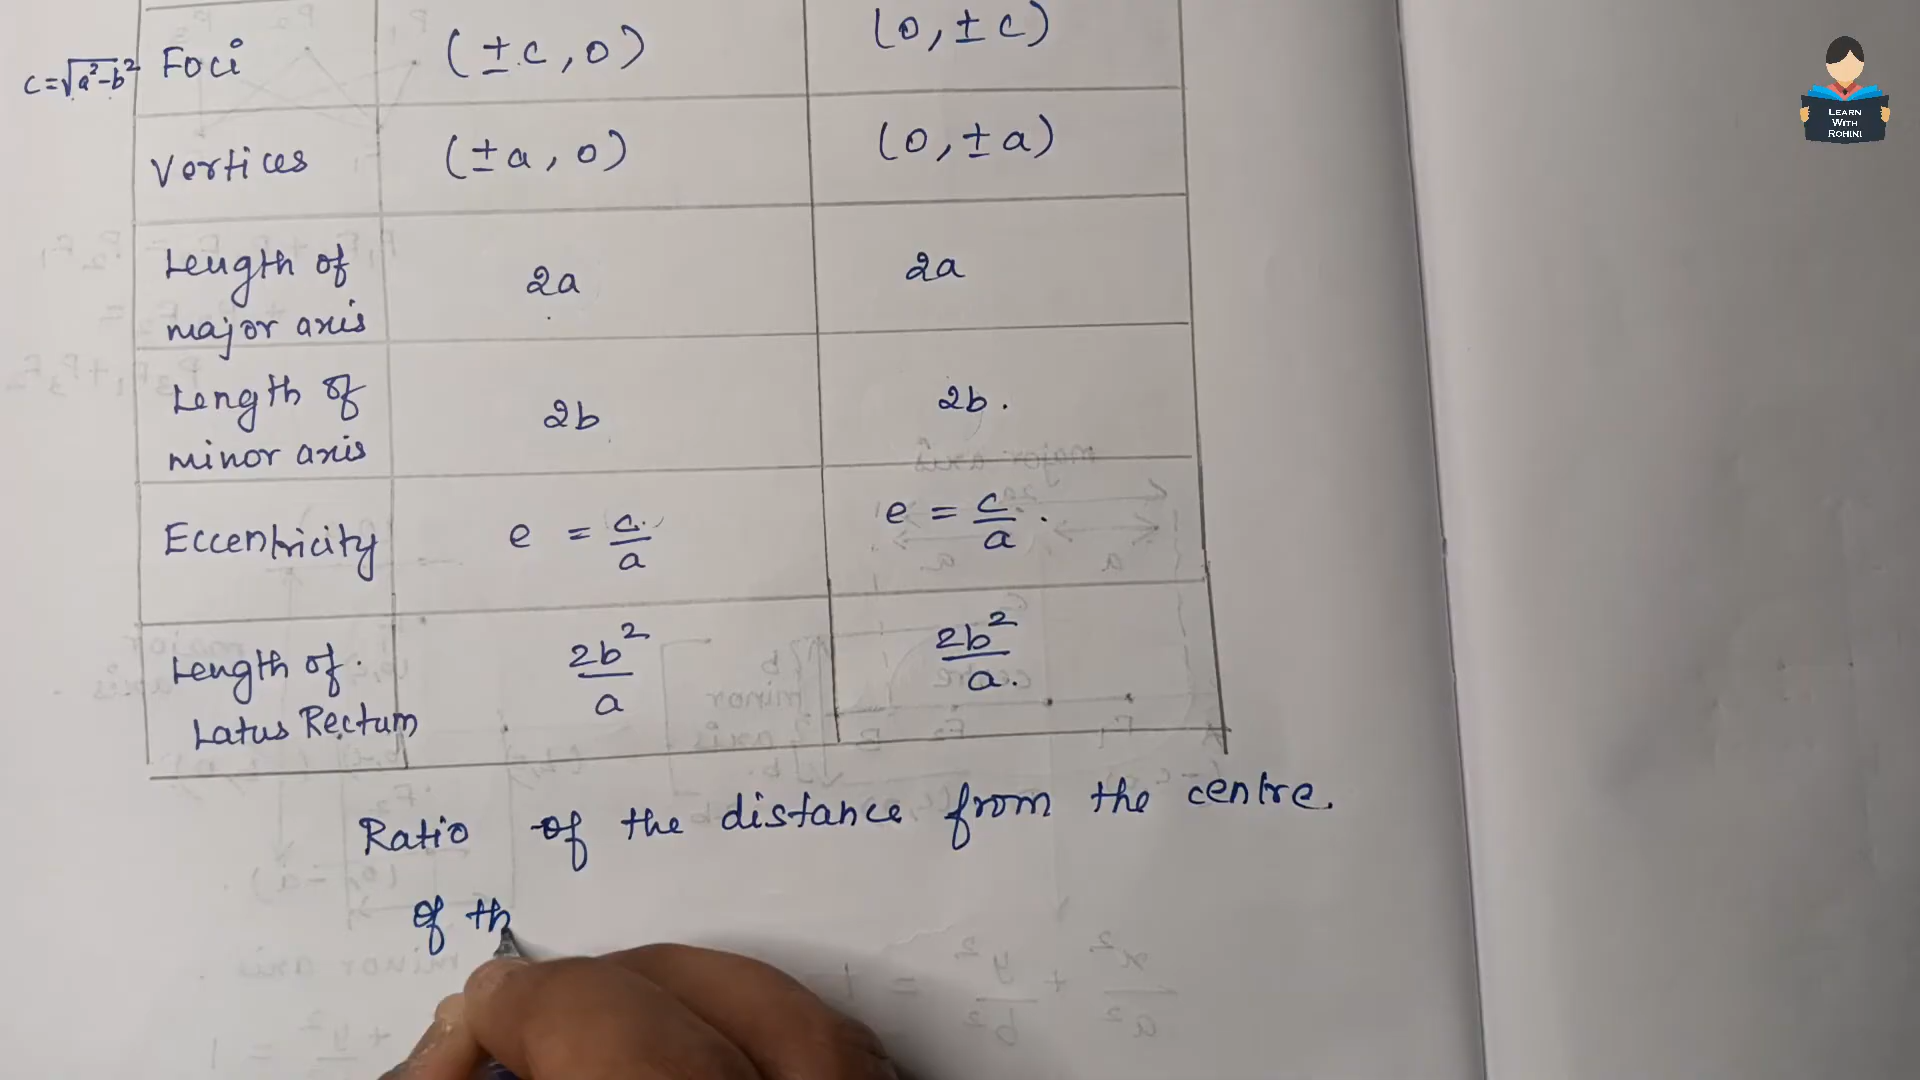 c=√a²-b²
Foci (±c, 0) (0, ±c)
Vertices (±a, 0) (0, ±a)
Length of
major axis 2a 2a
Length of
minor axis 2b 2b.
Eccentricity e = c/a e = c/a.
Length of.
Latus Rectum 2b²/a 2b²/a.
Ratio of the distance from the centre.
of th
LEARN
WITH
ROHINI